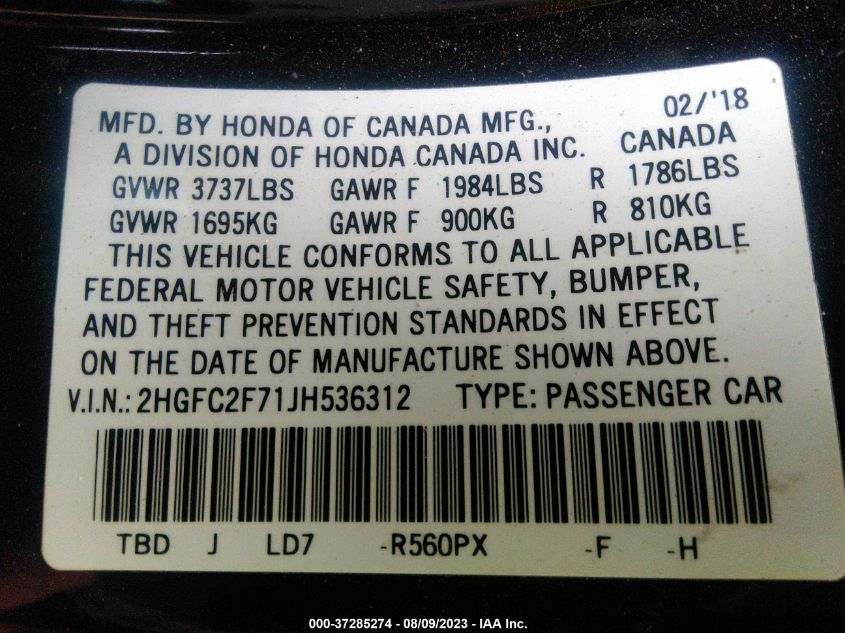 02/'18
MFD. BY HONDA OF CANADA MFG.,
A DIVISION OF HONDA CANADA INC. CANADA
GVWR 3737LBS GAWR F 1984LBS R 1786LBS
GVWR 1695KG GAWR F 900KG R 810KG
THIS VEHICLE CONFORMS TO ALL APPLICABLE
FEDERAL MOTOR VEHICLE SAFETY, BUMPER,
AND THEFT PREVENTION STANDARDS IN EFFECT
ON THE DATE OF MANUFACTURE SHOWN ABOVE.
V.I.N.: 2HGFC2F71JH536312 TYPE: PASSENGER CAR
TBD J LD7 -R560PX -F -H
000-37285274 - 08/09/2023 - IAA Inc.